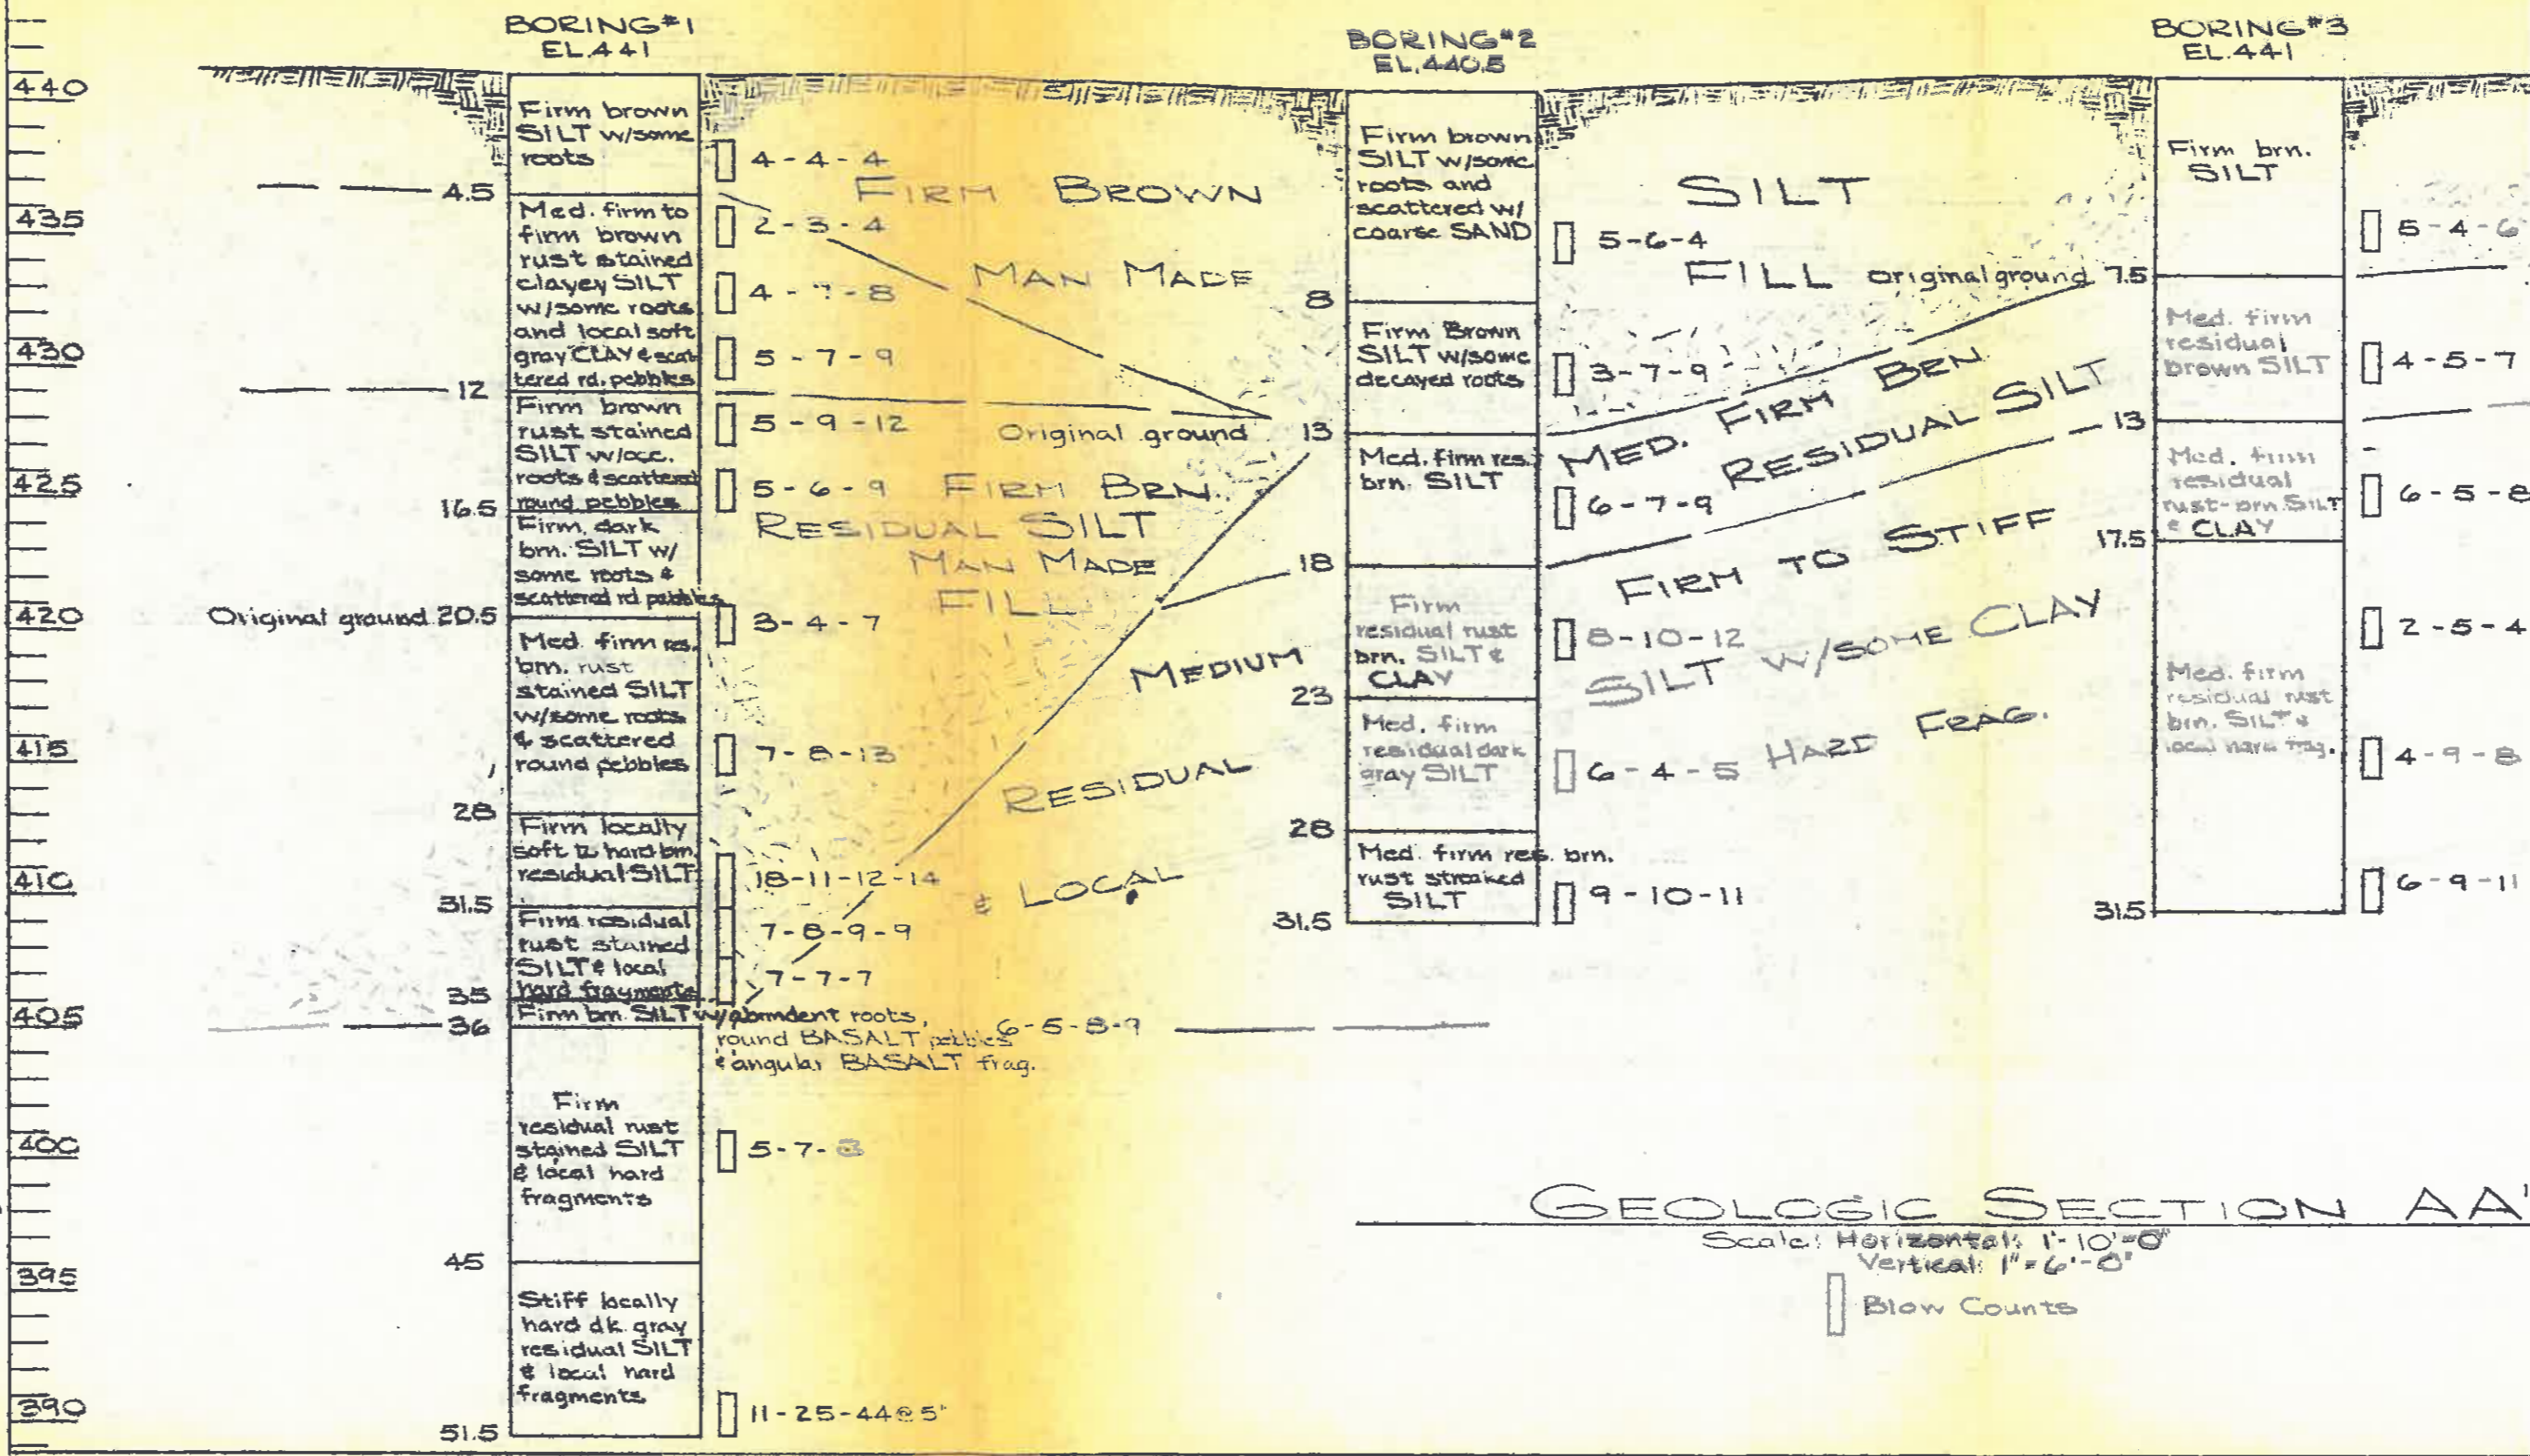 BORING #1
EL.441
BORING #2
EL.440.5
BORING #3
EL.441
440
435
430
425
420
415
410
405
400
395
390
Firm brown
SILT w/some
roots
4.5
Med. firm to
firm brown
rust stained
clayey SILT
w/some roots
and local soft
gray CLAY & scat
tered rd. pebbles
12
Firm brown
rust stained
SILT w/occ.
roots & scattered
round pebbles
16.5
Firm, dark
brn. SILT w/
some roots &
scattered rd pebbles
Original ground 20.5
Med. firm res.
brn. rust
stained SILT
w/some roots
& scattered
round pebbles
28
Firm locally
soft to hard brn.
residual SILT
31.5
Firm residual
rust stained
SILT & local
hard fragments
35
Firm brn. SILT w/abundent roots,
round BASALT pebbles
& angular BASALT frag.
36
Firm
residual rust
stained SILT
& local hard
fragments
45
Stiff locally
hard dk. gray
residual SILT
& local hard
fragments
51.5
4-4-4
2-3-4
4-7-8
5-7-9
5-9-12
5-6-9
3-4-7
7-8-13
18-11-12-14
7-8-9-9
7-7-7
6-5-8-9
5-7-8
11-25-44@5"
FIRM BROWN
MAN MADE
SILT
FILL
Original ground
FIRM BRN.
RESIDUAL SILT
MAN MADE
FILL
MEDIUM
RESIDUAL
& LOCAL
Firm brown
SILT w/some
roots and
scattered w/
coarse SAND
8
Firm Brown
SILT w/some
decayed roots
13
Med. firm res.
brn. SILT
18
Firm
residual rust
brn. SILT &
CLAY
23
Med. firm
residual dark
gray SILT
28
Med. firm res. brn.
rust streaked
SILT
31.5
5-6-4
3-7-9
6-7-9
8-10-12
6-4-5
9-10-11
original ground 7.5
MED. FIRM BRN.
RESIDUAL SILT
FIRM TO STIFF
SILT W/SOME CLAY
HARD FRAG.
Firm brn.
SILT
Med. firm
residual
brown SILT
13
Med. firm
residual
rust-brn. SILT
& CLAY
17.5
Med. firm
residual rust
brn. SILT &
local hard frag.
31.5
5-4-6
4-5-7
6-5-8
2-5-4
4-9-8
6-9-11
GEOLOGIC SECTION AA'
Scale: Horizontal: 1"-10'-0"
Vertical: 1"=6'-0"
Blow Counts